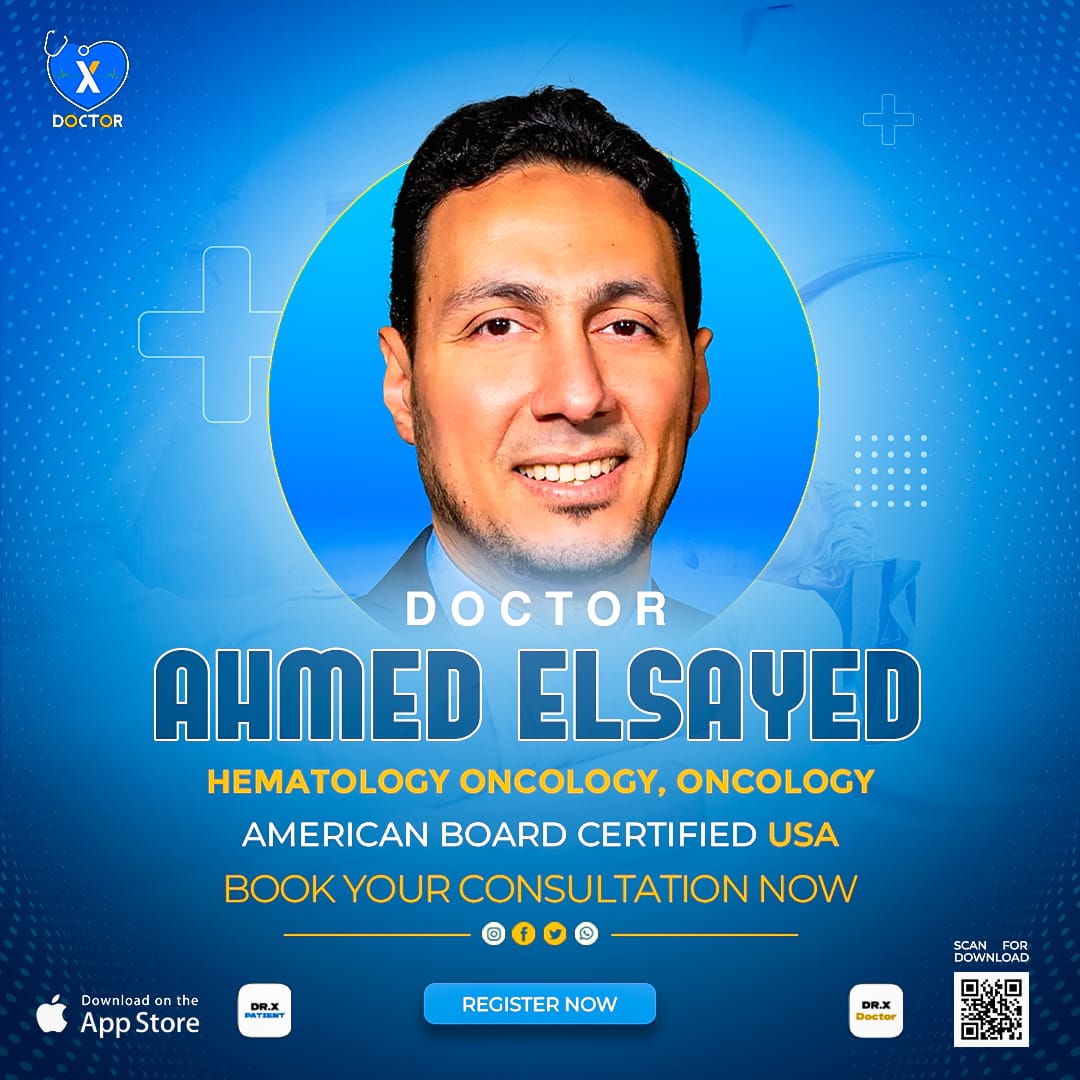 X
DOCTOR
DOCTOR
AHMED ELSAYED
HEMATOLOGY ONCOLOGY, ONCOLOGY
AMERICAN BOARD CERTIFIED USA
BOOK YOUR CONSULTATION NOW
SCAN FOR
DOWNLOAD
Download on the
App Store
DR.X
PATIENT
REGISTER NOW
DR.X
Doctor